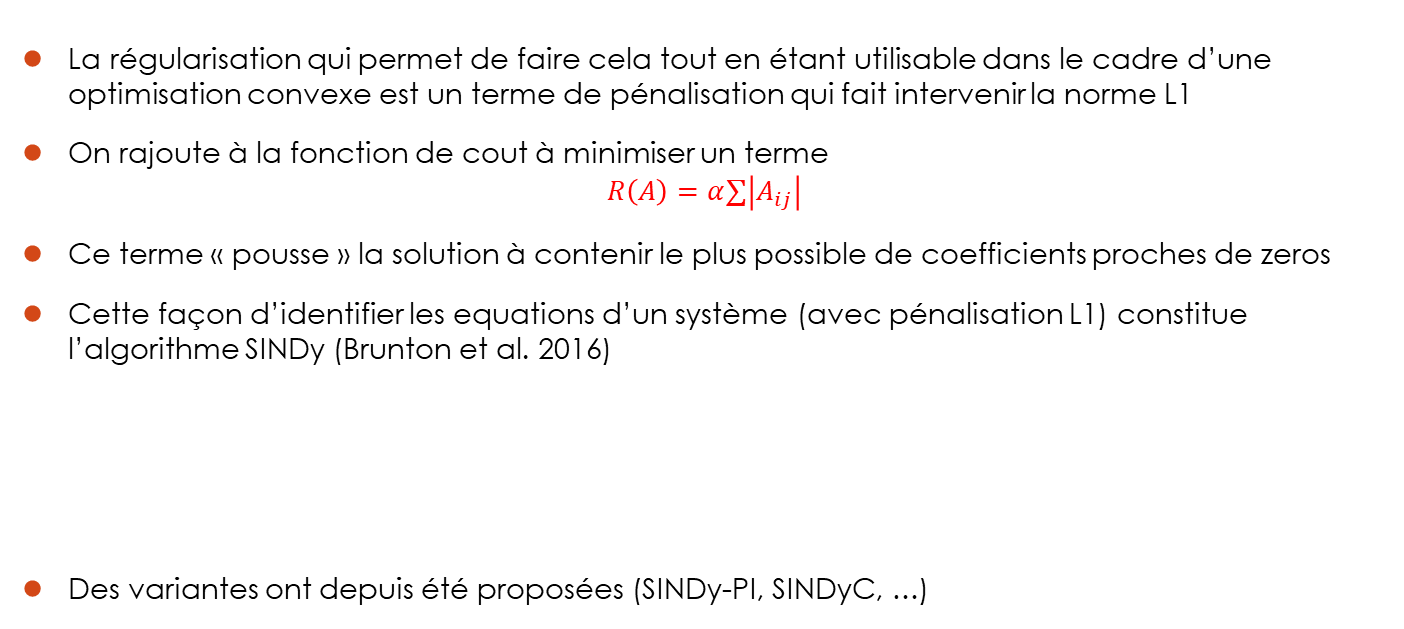 La régularisation qui permet de faire cela tout en étant utilisable dans le cadre d’une
optimisation convexe est un terme de pénalisation qui fait intervenir la norme L1
On rajoute à la fonction de cout à minimiser un terme
R(A) = α∑|A_{ij}|
Ce terme « pousse » la solution à contenir le plus possible de coefficients proches de zeros
Cette façon d’identifier les equations d’un système (avec pénalisation L1) constitue
l’algorithme SINDy (Brunton et al. 2016)
Des variantes ont depuis été proposées (SINDy-PI, SINDyC, …)